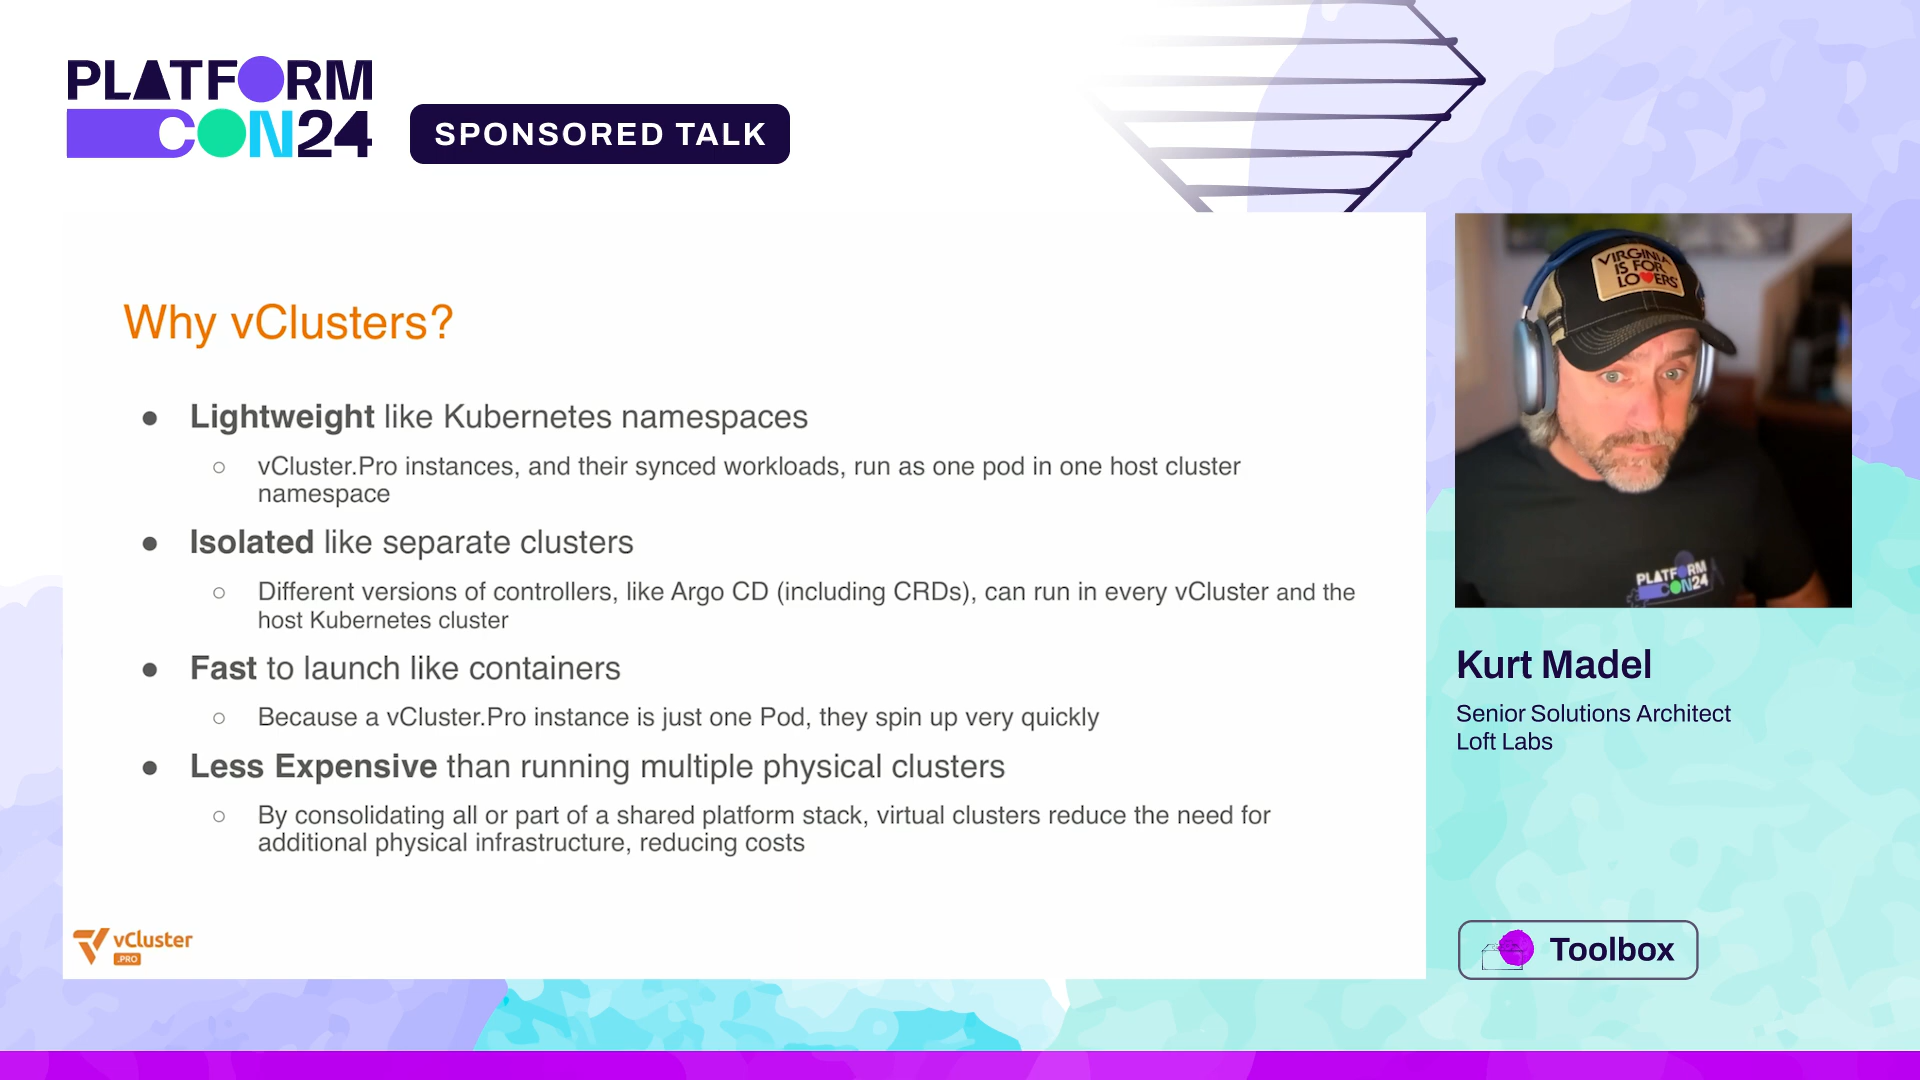 PLATFORM
CON24
SPONSORED TALK
Why vClusters?
● Lightweight like Kubernetes namespaces
○ vCluster.Pro instances, and their synced workloads, run as one pod in one host cluster
namespace
● Isolated like separate clusters
○ Different versions of controllers, like Argo CD (including CRDs), can run in every vCluster and the
host Kubernetes cluster
● Fast to launch like containers
○ Because a vCluster.Pro instance is just one Pod, they spin up very quickly
● Less Expensive than running multiple physical clusters
○ By consolidating all or part of a shared platform stack, virtual clusters reduce the need for
additional physical infrastructure, reducing costs
vCluster
.PRO
VIRGINIA
IS FOR
LO♥ERS
PLATFORM
CON24
Kurt Madel
Senior Solutions Architect
Loft Labs
Toolbox